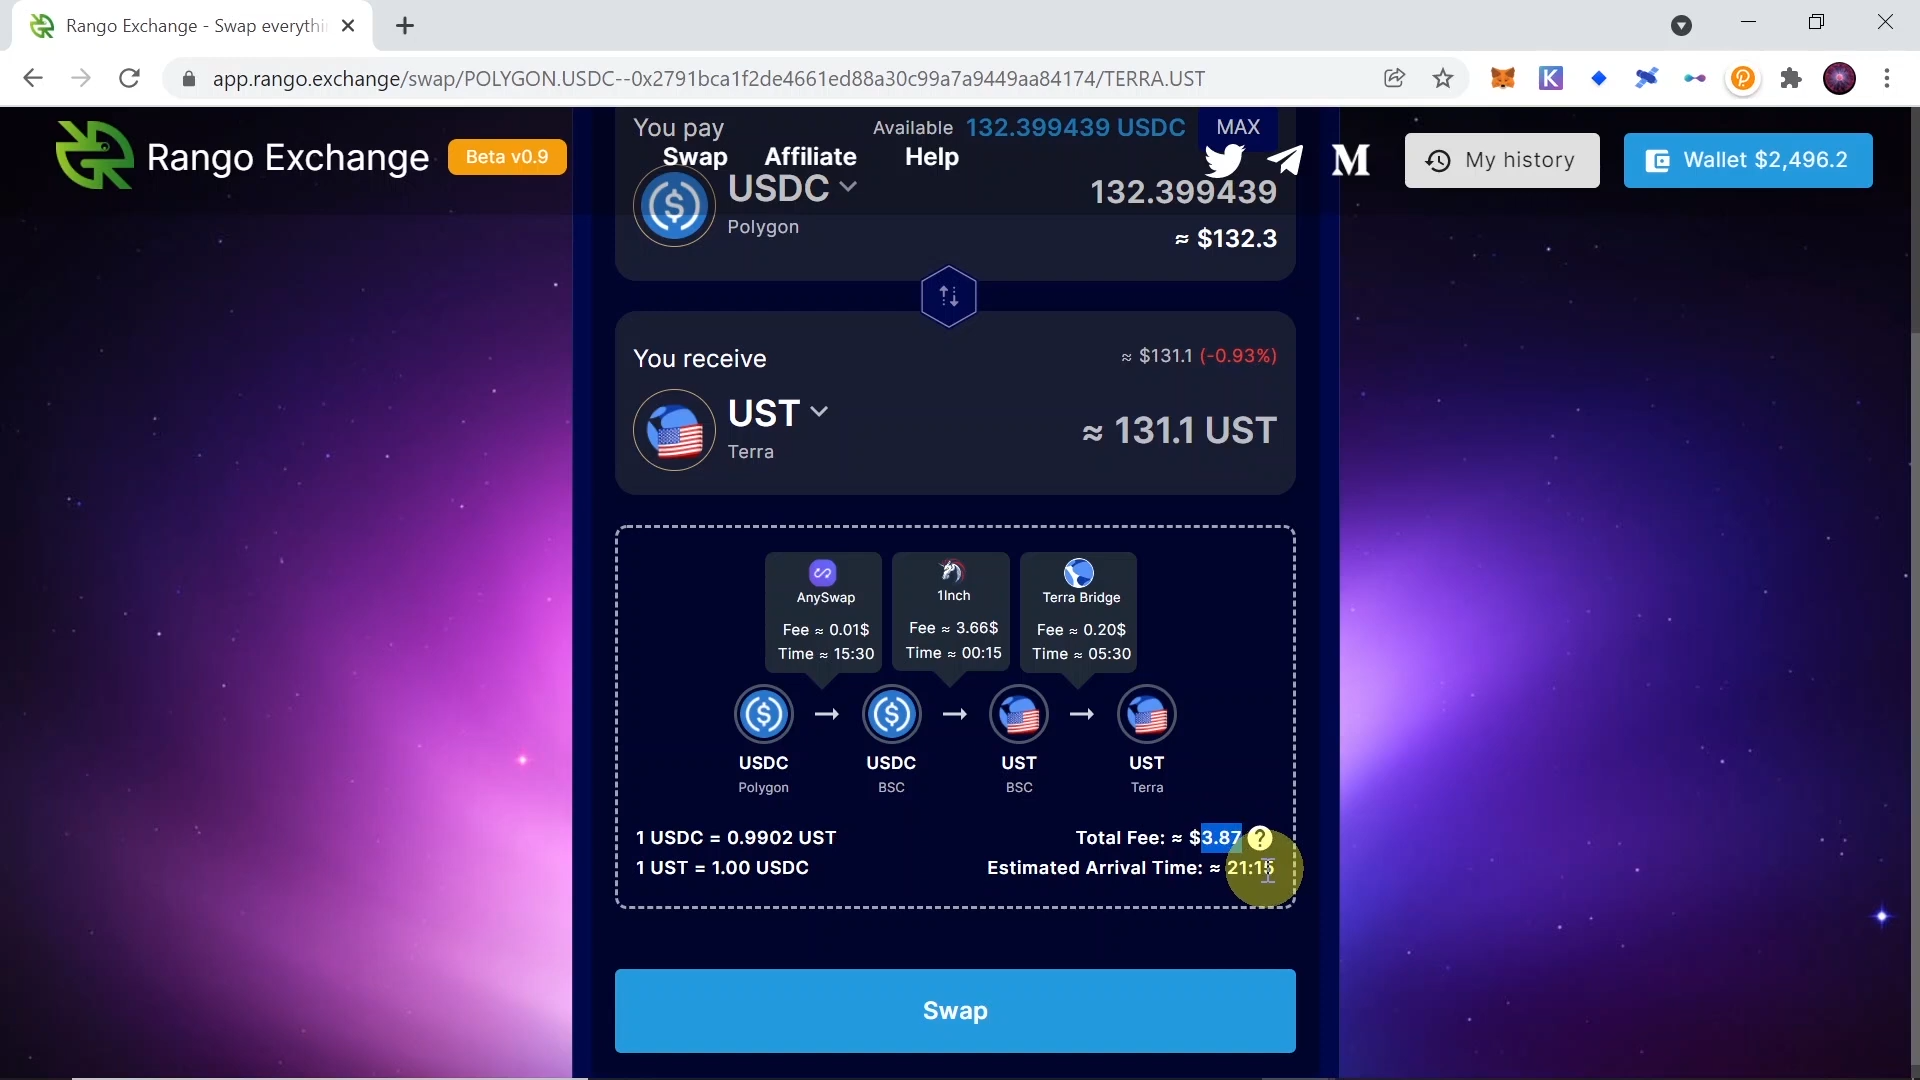 Rango Exchange - Swap everythi
app.rango.exchange/swap/POLYGON.USDC--0x2791bca1f2de4661ed88a30c99a7a9449aa84174/TERRA.UST
Rango Exchange
Beta v0.9
Swap
Affiliate
Help
My history
Wallet $2,496.2
You pay
Available 132.399439 USDC
MAX
USDC
132.399439
Polygon
≈ $132.3
You receive
≈ $131.1 (-0.93%)
UST
≈ 131.1 UST
Terra
AnySwap
Fee ≈ 0.01$
Time ≈ 15:30
1Inch
Fee ≈ 3.66$
Time ≈ 00:15
Terra Bridge
Fee ≈ 0.20$
Time ≈ 05:30
USDC
Polygon
USDC
BSC
UST
BSC
UST
Terra
1 USDC = 0.9902 UST
Total Fee: ≈ $3.87 ?
1 UST = 1.00 USDC
Estimated Arrival Time: ≈ 21:15
Swap